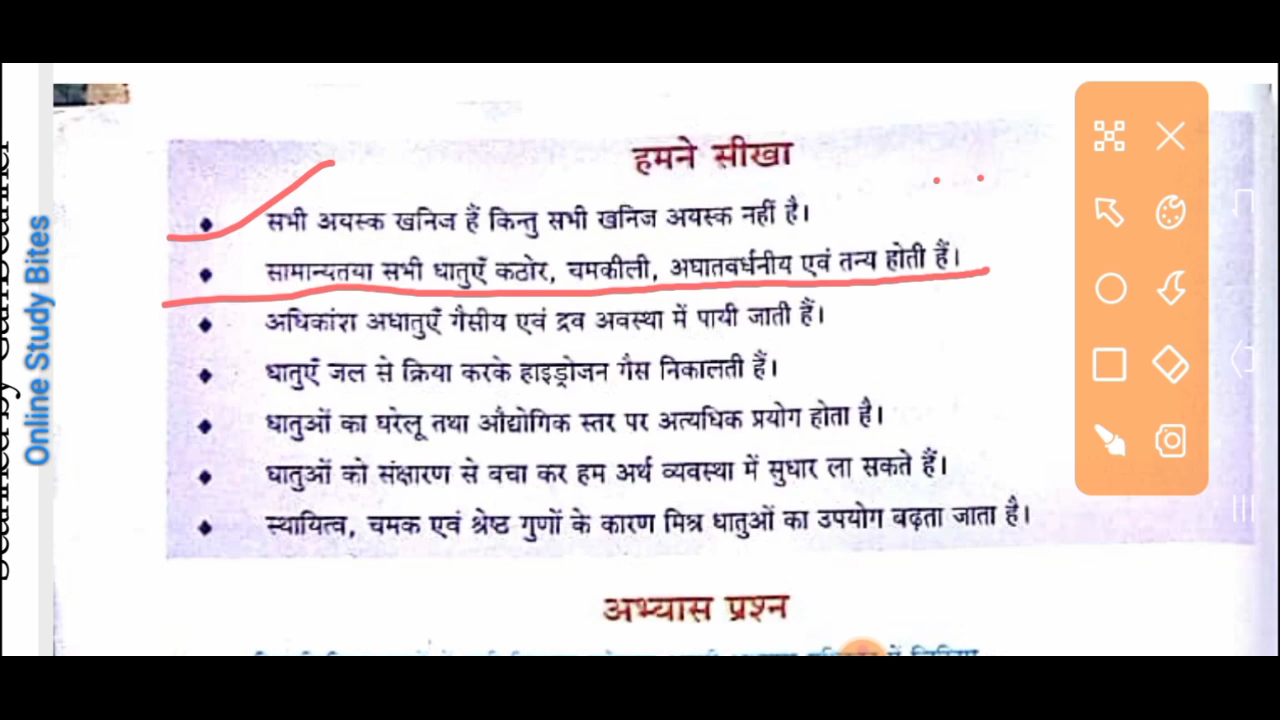 हमने सीखा
सभी अयस्क खनिज हैं किन्तु सभी खनिज अयस्क नहीं है।
सामान्यतया सभी धातुएँ कठोर, चमकीली, अघातवर्धनीय एवं तन्य होती हैं।
अधिकांश अधातुएँ गैसीय एवं द्रव अवस्था में पायी जाती हैं।
धातुएँ जल से क्रिया करके हाइड्रोजन गैस निकालती हैं।
धातुओं का घरेलू तथा औद्योगिक स्तर पर अत्यधिक प्रयोग होता है।
धातुओं को संक्षारण से बचा कर हम अर्थ व्यवस्था में सुधार ला सकते हैं।
स्थायित्व, चमक एवं श्रेष्ठ गुणों के कारण मिश्र धातुओं का उपयोग बढ़ता जाता है।
अभ्यास प्रश्न
Online Study Bites